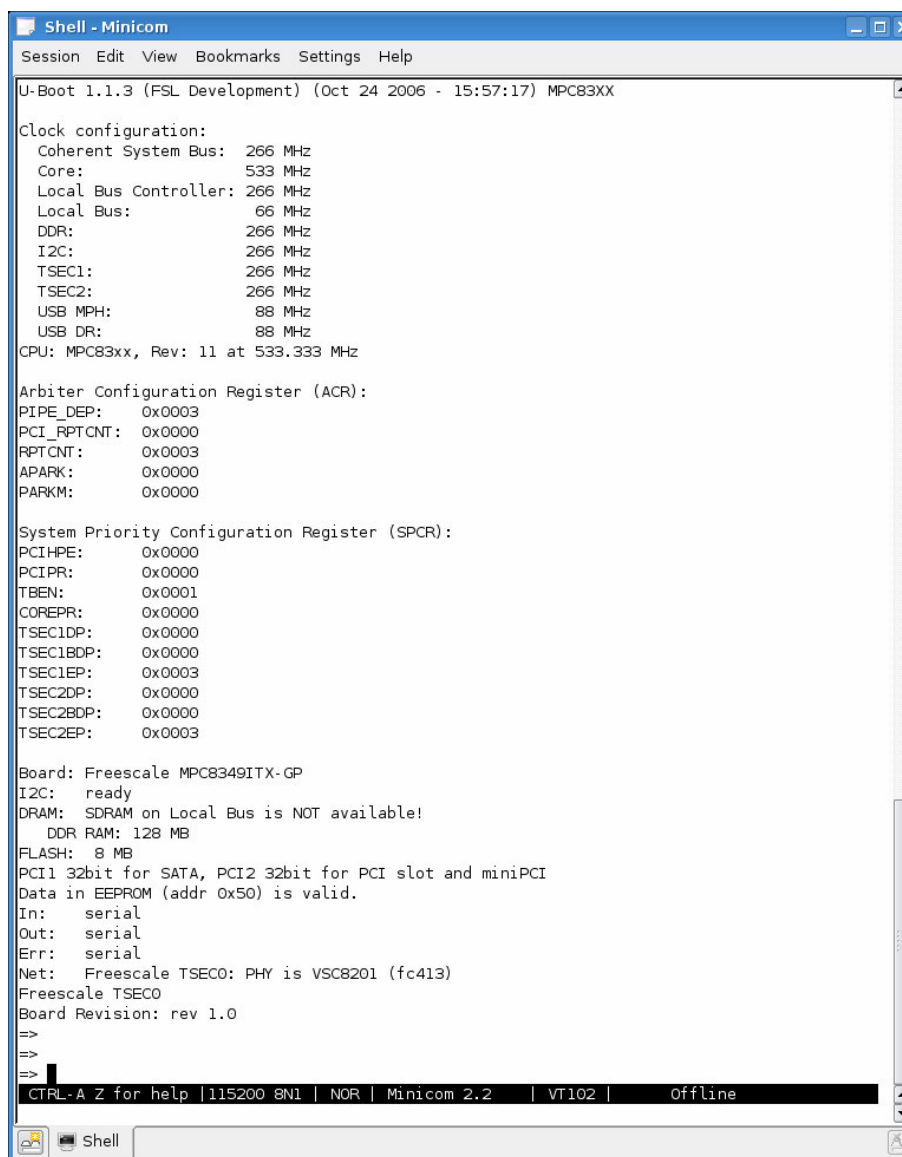 Shell - Minicom
Session Edit View Bookmarks Settings Help
U-Boot 1.1.3 (FSL Development) (Oct 24 2006 - 15:57:17) MPC83XX
Clock configuration:
Coherent System Bus: 266 MHz
Core: 533 MHz
Local Bus Controller: 266 MHz
Local Bus: 66 MHz
DDR: 266 MHz
I2C: 266 MHz
TSEC1: 266 MHz
TSEC2: 266 MHz
USB MPH: 88 MHz
USB DR: 88 MHz
CPU: MPC83xx, Rev: 11 at 533.333 MHz
Arbiter Configuration Register (ACR):
PIPE_DEP: 0x0003
PCI_RPTCNT: 0x0000
RPTCNT: 0x0003
APARK: 0x0000
PARKM: 0x0000
System Priority Configuration Register (SPCR):
PCIHPE: 0x0000
PCIPR: 0x0000
TBEN: 0x0001
COREPR: 0x0000
TSEC1DP: 0x0000
TSEC1BDP: 0x0000
TSEC1EP: 0x0003
TSEC2DP: 0x0000
TSEC2BDP: 0x0000
TSEC2EP: 0x0003
Board: Freescale MPC8349ITX-GP
I2C: ready
DRAM: SDRAM on Local Bus is NOT available!
DDR RAM: 128 MB
FLASH: 8 MB
PCI1 32bit for SATA, PCI2 32bit for PCI slot and miniPCI
Data in EEPROM (addr 0x50) is valid.
In: serial
Out: serial
Err: serial
Net: Freescale TSEC0: PHY is VSC8201 (fc413)
Freescale TSEC0
Board Revision: rev 1.0
=>
=>
=>
CTRL-A Z for help |115200 8N1 | NOR | Minicom 2.2 | VT102 | Offline
Shell